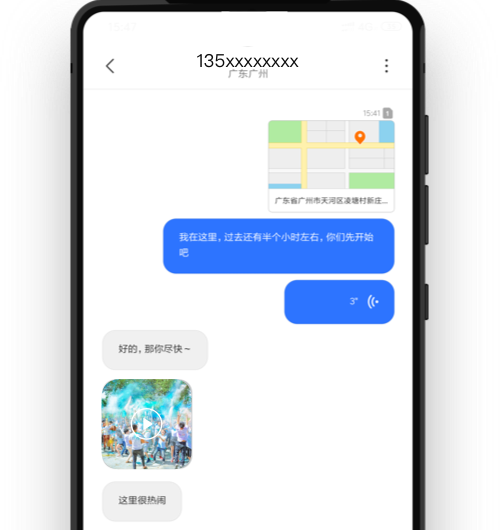 15:47
135xxxxxxxx
广东广州
15:41 1
广东省广州市天河区凌塘村新庄...
我在这里，过去还有半个小时左右，你们先开始
吧
3"
好的，那你尽快～
这里很热闹